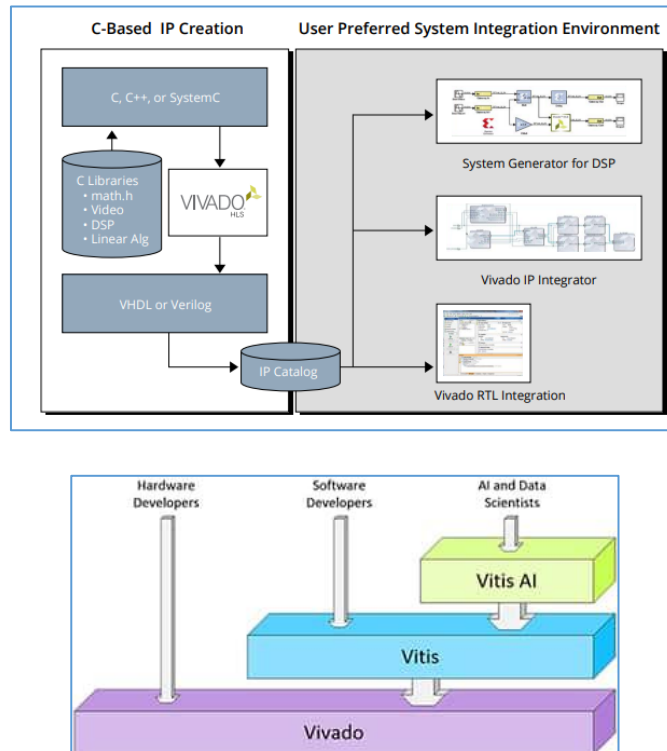 C-Based IP Creation
User Preferred System Integration Environment
C, C++, or SystemC
C Libraries
• math.h
• Video
• DSP
• Linear Alg
VIVADO
HLS
VHDL or Verilog
IP Catalog
System Generator for DSP
Vivado IP Integrator
Vivado RTL Integration
Hardware
Developers
Software
Developers
AI and Data
Scientists
Vitis AI
Vitis
Vivado